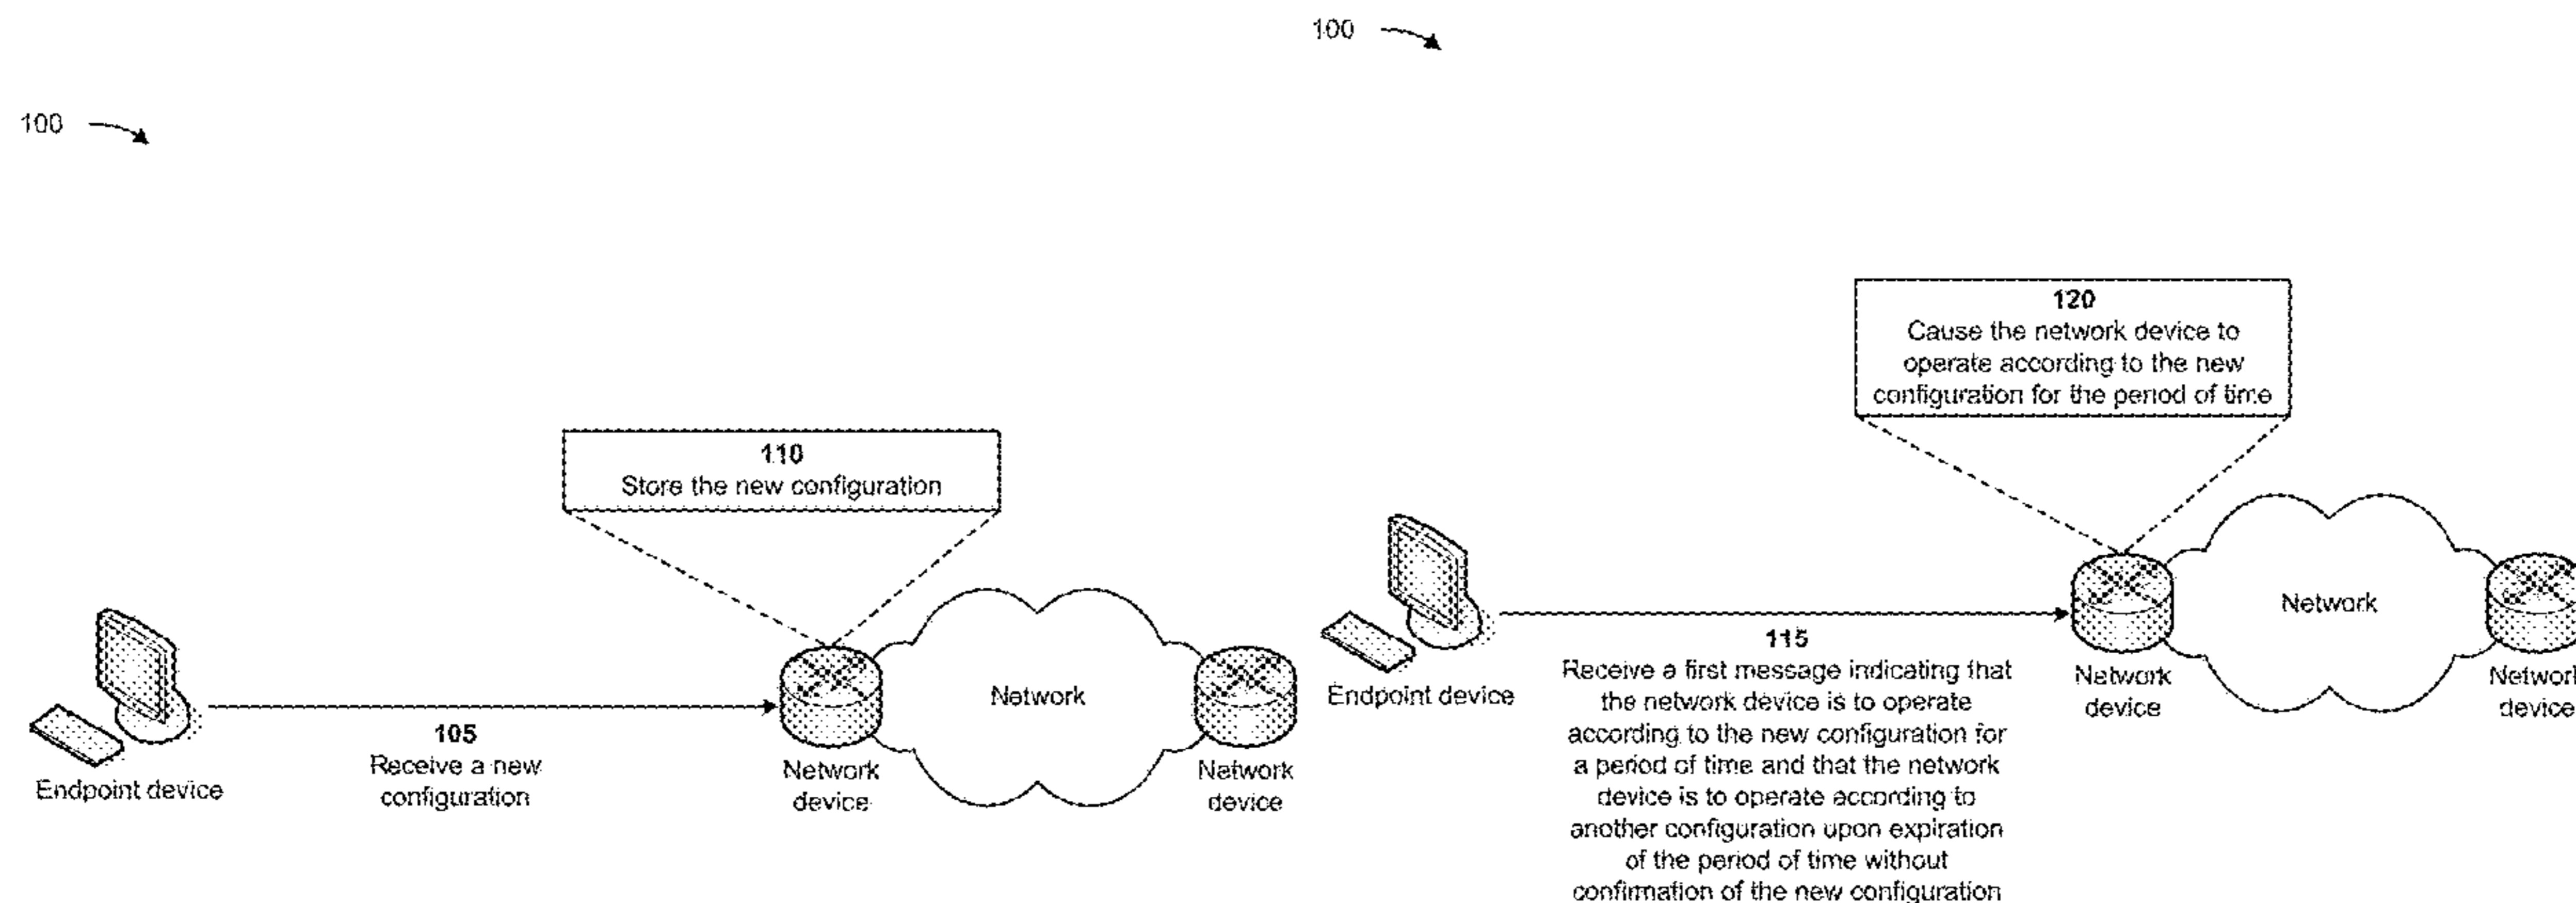 100
110
Store the new configuration
105
Receive a new
configuration
Endpoint device
Network
device
Network
Network
device
100
120
Cause the network device to
operate according to the new
configuration for the period of time
Endpoint device
115
Receive a first message indicating that
the network device is to operate
according to the new configuration for
a period of time and that the network
device is to operate according to
another configuration upon expiration
of the period of time without
confirmation of the new configuration
Network
device
Network
Network
device